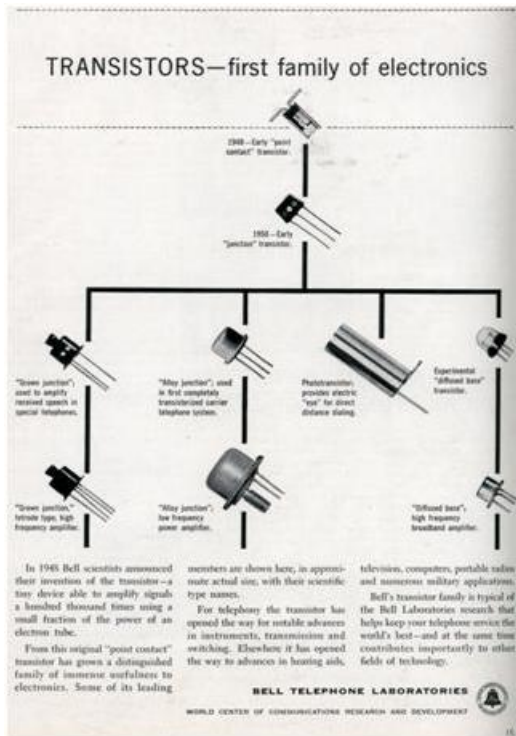 TRANSISTORS—first family of electronics
1948—Early "point
contact" transistor.
1950—Early
"junction" transistor.
"Grown junction"; used to amplify
received speech in
special telephones.
"Alloy junction"; used
in first completely
transistorized carrier
telephone system.
Phototransistor;
provides electric
"eye" for direct
distance dialing.
Experimental
"diffused base"
transistor.
"Grown junction,"
tetrode type, high
frequency amplifier.
"Alloy junction";
low frequency
power amplifier.
"Diffused base";
high frequency
broadband amplifier.
In 1948 Bell scientists announced
their invention of the transistor—a
tiny device able to amplify signals
a hundred thousand times using a
small fraction of the power of an
electron tube.
From this original "point contact"
transistor has grown a distinguished
family of immense usefulness to
electronics. Some of its leading
members are shown here, in approxi-
mate actual size, with their scientific
type names.
For telephony the transistor has
opened the way for notable advances
in instruments, transmission and
switching. Elsewhere it has opened
the way to advances in hearing aids,
television, computers, portable radios
and numerous military applications.
Bell's transistor family is typical of
the Bell Laboratories research that
helps keep your telephone service the
world's best—and at the same time
contributes importantly to other
fields of technology.
BELL TELEPHONE LABORATORIES
WORLD CENTER OF COMMUNICATIONS RESEARCH AND DEVELOPMENT